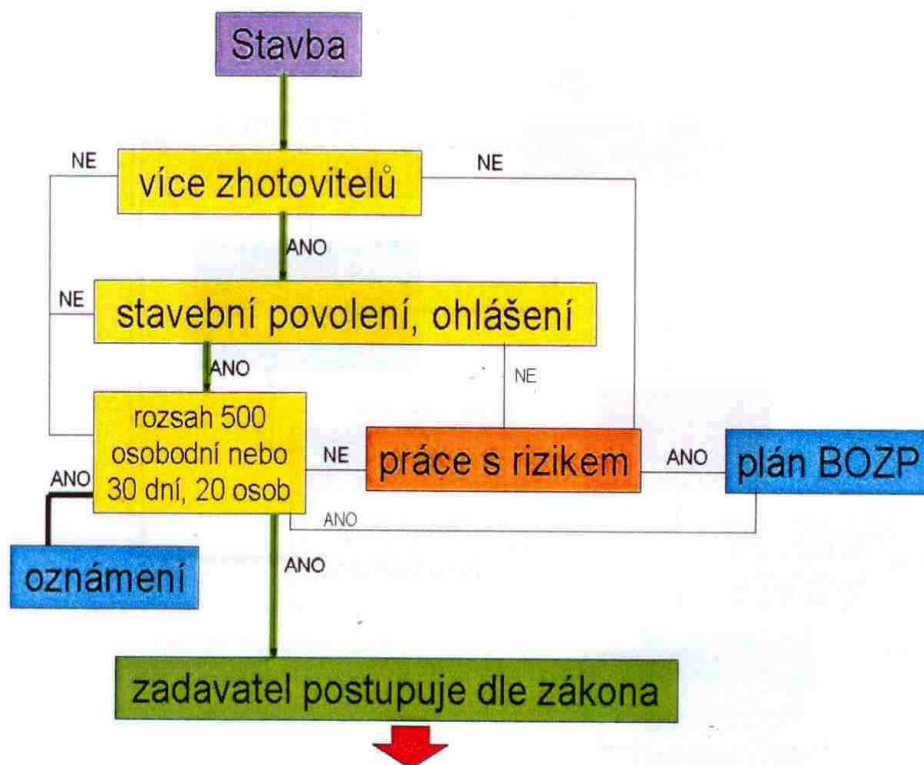 Stavba
NE
NE
více zhotovitelů
ANO
NE
stavební povolení, ohlášení
ANO
NE
rozsah 500
osobodní nebo
30 dní, 20 osob
NE
práce s rizikem
ANO
plán BOZP
ANO
ANO
oznámení
ANO
zadavatel postupuje dle zákona